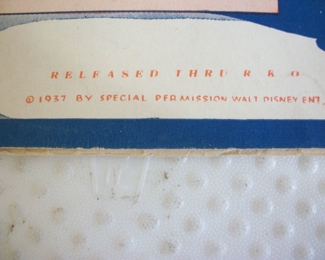 RELEASED THRU R K O
© 1937 BY SPECIAL PERMISSION WALT DISNEY ENT.